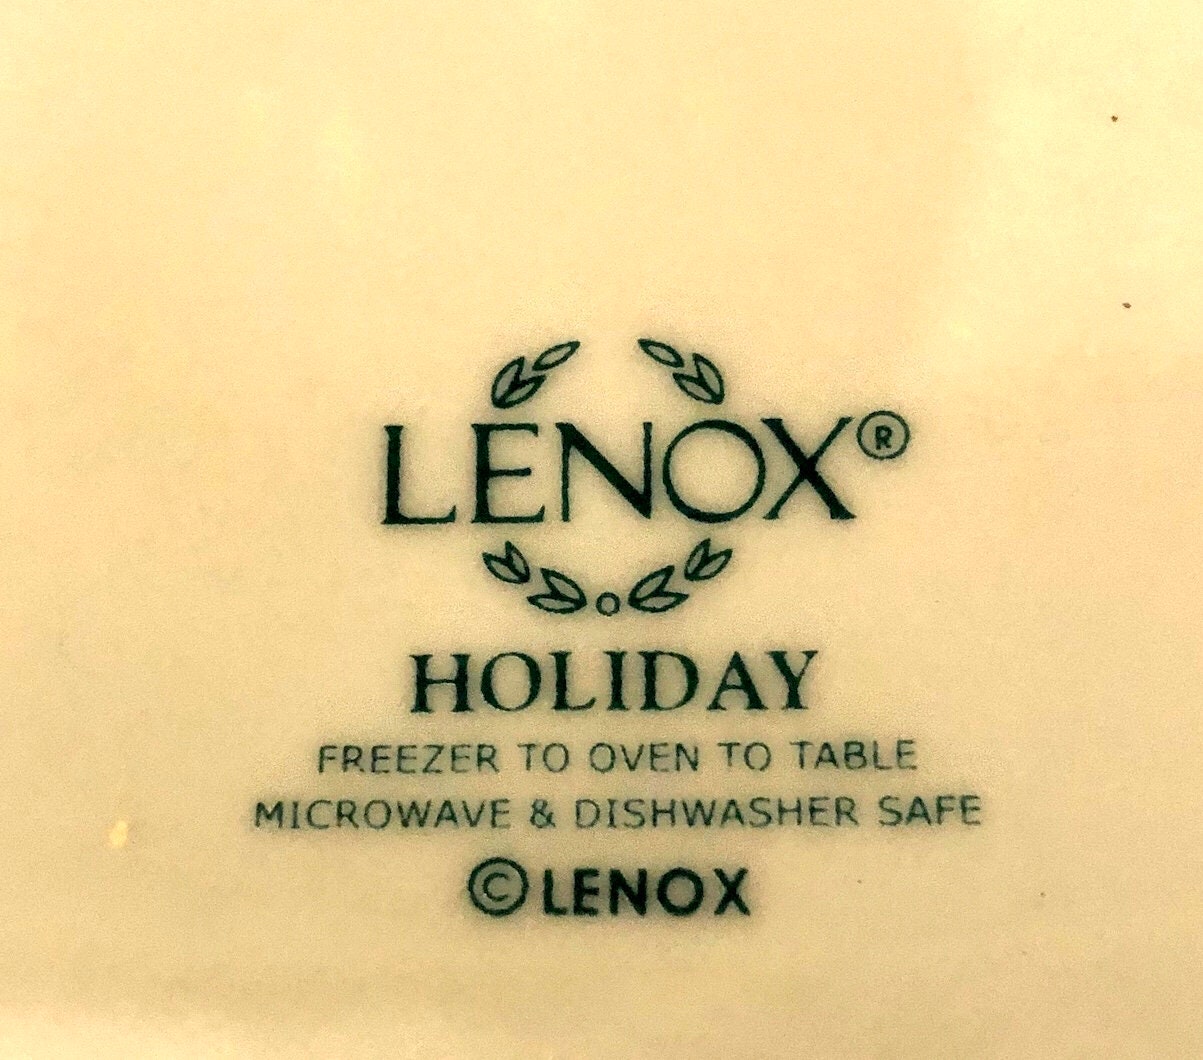 LENOX®
HOLIDAY
FREEZER TO OVEN TO TABLE
MICROWAVE & DISHWASHER SAFE
© LENOX